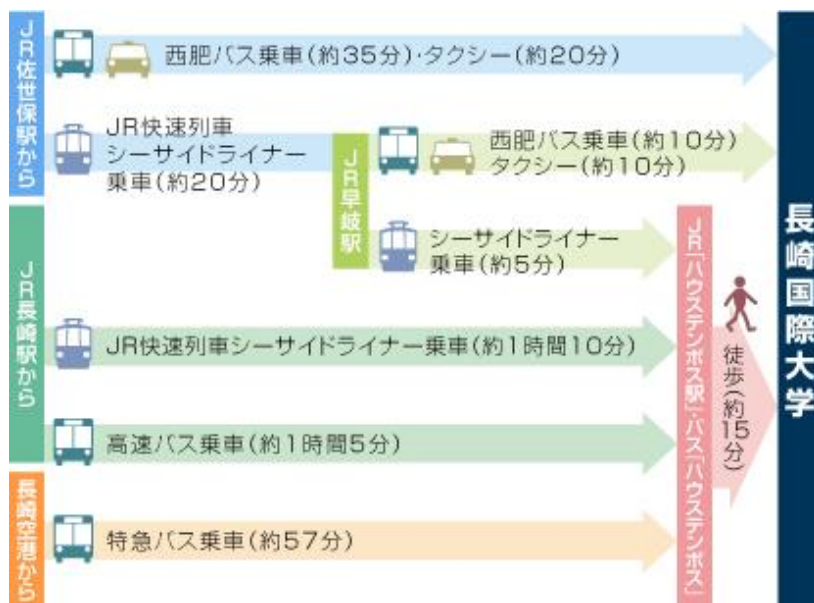 JR佐世保駅から
西肥バス乗車(約35分)・タクシー(約20分)
JR快速列車
シーサイドライナー
乗車(約20分)
JR早岐駅
西肥バス乗車(約10分)
タクシー(約10分)
シーサイドライナー
乗車(約5分)
JR長崎駅から
JR快速列車シーサイドライナー乗車(約1時間10分)
高速バス乗車(約1時間5分)
長崎空港から
特急バス乗車(約57分)
JR「ハウステンボス駅」・バス「ハウステンボス」
徒歩(約15分)
長崎国際大学